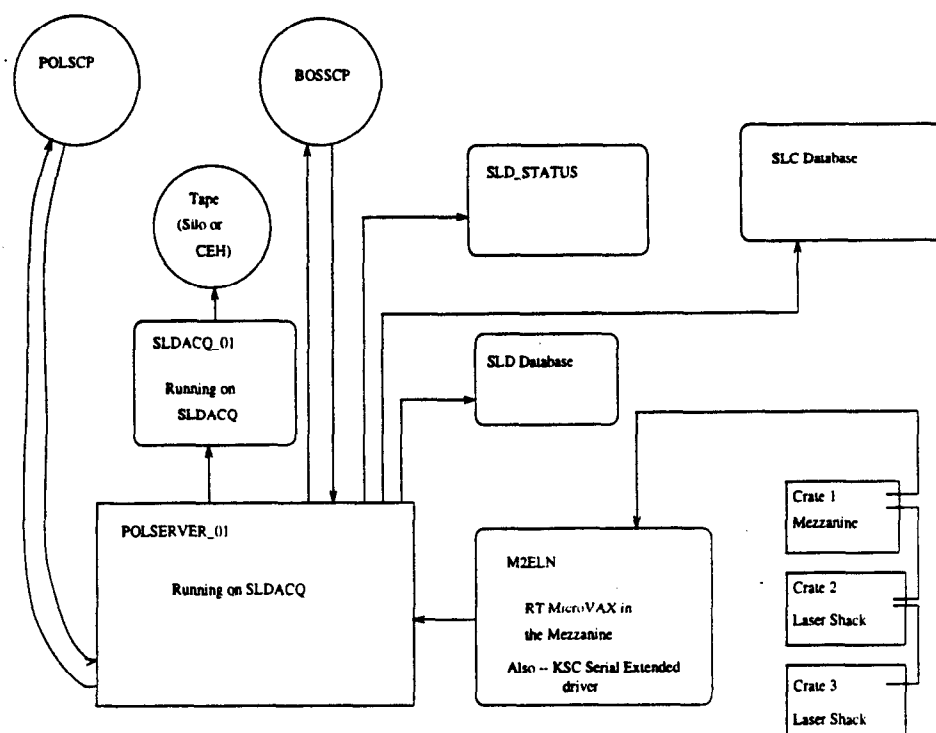 POLSCP
BOSSCP
Tape
(Silo or
CEH)
SLD_STATUS
SLC Database
SLDACQ_01
Running on
SLDACQ
SLD Database
POLSERVER_01
Running on SLDACQ
M2ELN
RT MicroVAX in
the Mezzanine
Also -- KSC Serial Extended
driver
Crate 1
Mezzanine
Crate 2
Laser Shack
Crate 3
Laser Shack